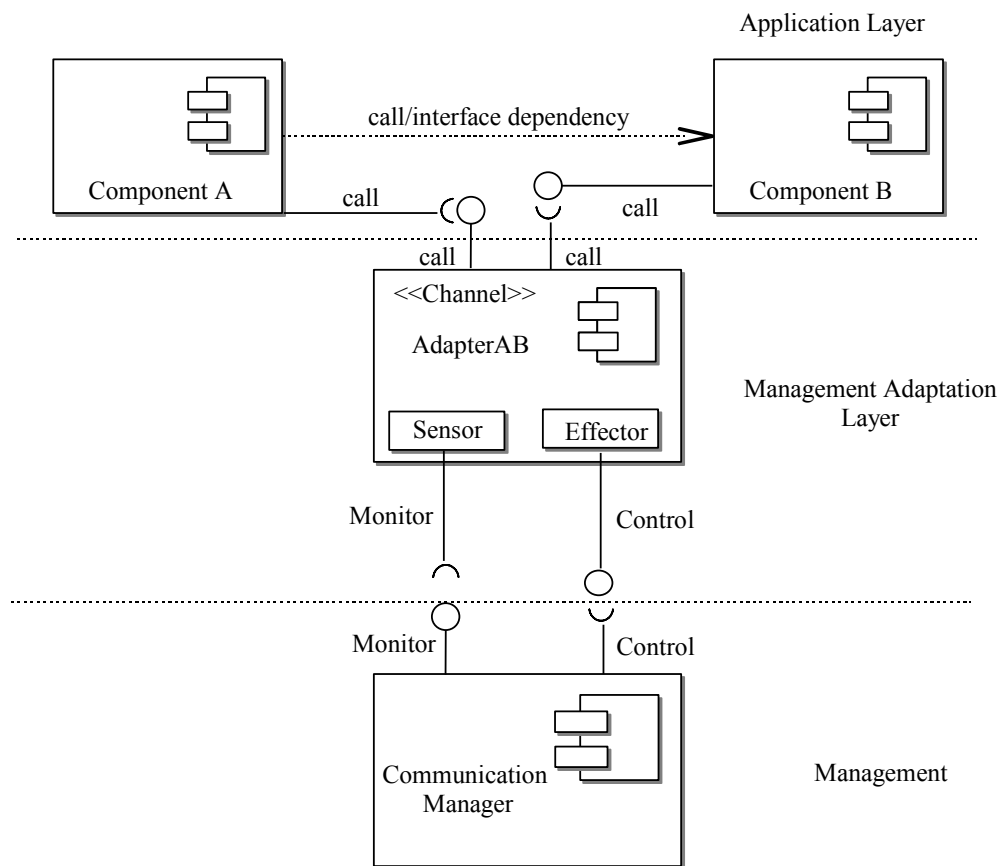 Application Layer
call/interface dependency
Component A
Component B
call
call
call
call
<<Channel>>
AdapterAB
Management Adaptation
Layer
Sensor
Effector
Monitor
Control
Monitor
Control
Communication
Manager
Management